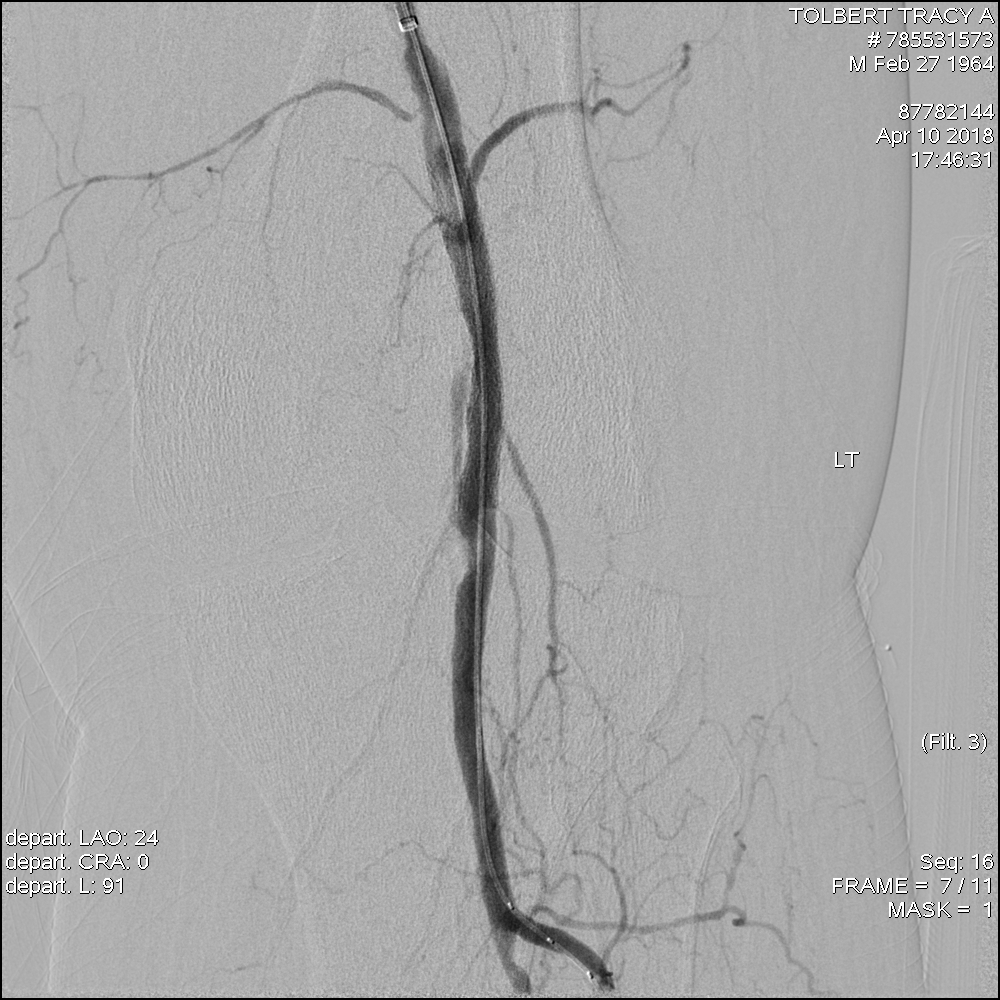 TOLBERT TRACY A
# 785531573
M Feb 27 1964
87782144
Apr 10 2018
17:46:31
LT
(Filt. 3)
depart. LAO: 24
depart. CRA: 0
depart. L: 91
Seq: 16
FRAME = 7 / 11
MASK = 1